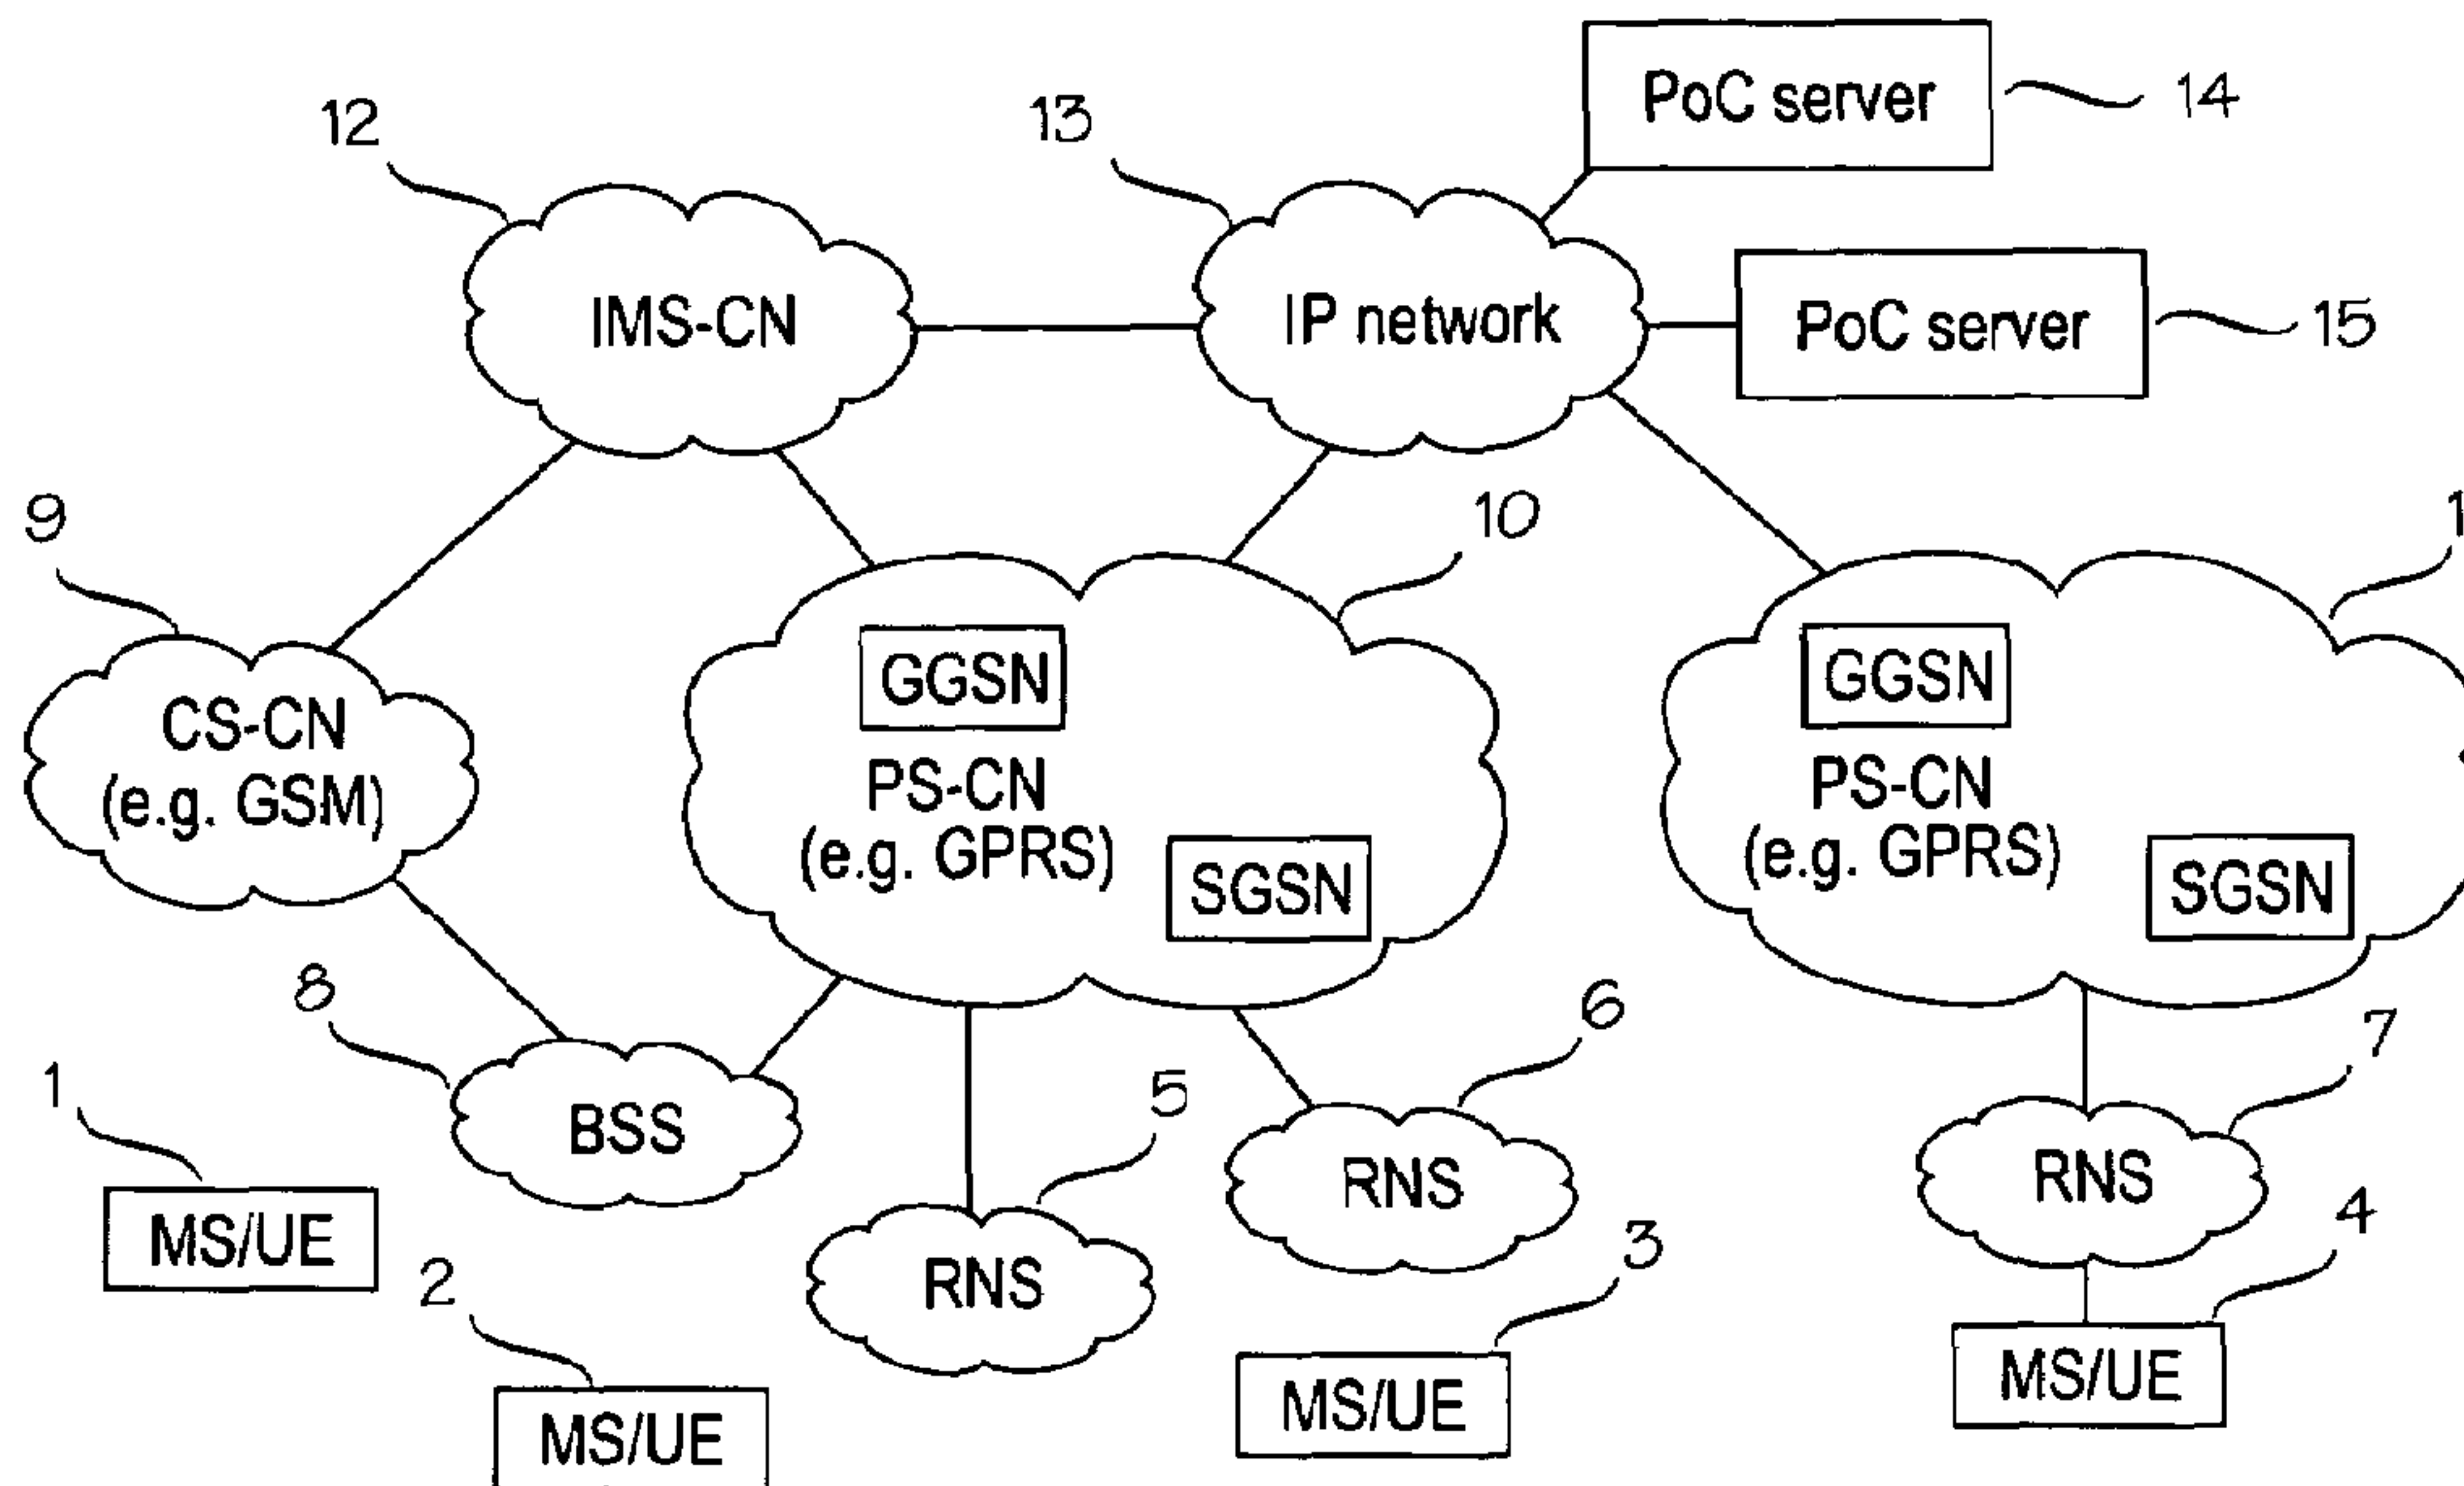 PoC server
14
12
13
IMS-CN
IP network
PoC server
15
9
10
1
GGSN
GGSN
CS-CN
(e.g. GSM)
PS-CN
(e.g. GPRS)
PS-CN
(e.g. GPRS)
SGSN
SGSN
8
6
7
1
BSS
5
RNS
RNS
MS/UE
2
RNS
3
4
MS/UE
MS/UE
MS/UE